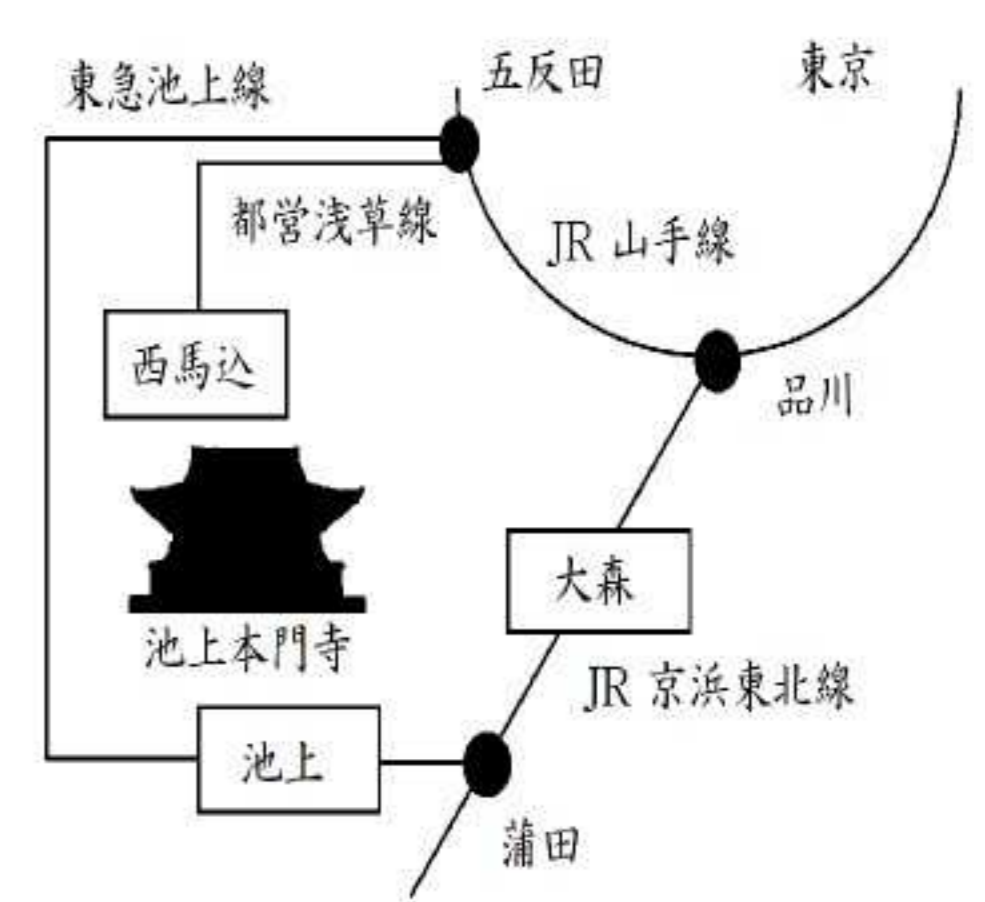 五反田
東京
東急池上線
都営浅草線
JR 山手線
西馬込
品川
大森
池上本門寺
JR 京浜東北線
池上
蒲田